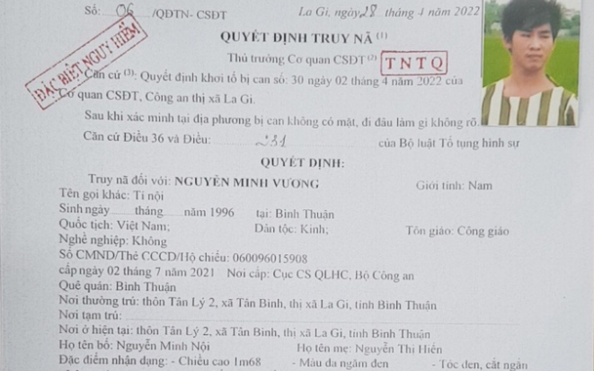 Số: 06 /QĐTN- CSĐT
La Gi, ngày 28 tháng 4 năm 2022
QUYẾT ĐỊNH TRUY NÃ (1)
ĐẶC BIỆT NGUY HIỂM
Thủ trưởng Cơ quan CSĐT (2) TNTQ
Căn cứ (3): Quyết định khởi tố bị can số: 30 ngày 02 tháng 4 năm 2022 của
Cơ quan CSĐT, Công an thị xã La Gi.
Sau khi xác minh tại địa phương bị can không có mặt, đi đâu làm gì không rõ.
Căn cứ Điều 36 và Điều: 231 của Bộ luật Tố tụng hình sự
QUYẾT ĐỊNH:
Truy nã đối với: NGUYỄN MINH VƯƠNG Giới tính: Nam
Tên gọi khác: Tí nội
Sinh ngày tháng năm 1996 tại: Bình Thuận
Quốc tịch: Việt Nam; Dân tộc: Kinh; Tôn giáo: Công giáo
Nghề nghiệp: Không
Số CMND/Thẻ CCCD/Hộ chiếu: 060096015908
cấp ngày 02 tháng 7 năm 2021 Nơi cấp: Cục CS QLHC, Bộ Công an
Quê quán: Bình Thuận
Nơi thường trú: thôn Tân Lý 2, xã Tân Bình, thị xã La Gi, tỉnh Bình Thuận
Nơi tạm trú:
Nơi ở hiện tại: thôn Tân Lý 2, xã Tân Bình, thị xã La Gi, tỉnh Bình Thuận
Họ tên bố: Nguyễn Minh Nội Họ tên mẹ: Nguyễn Thị Hiền
Đặc điểm nhận dạng: - Chiều cao 1m68 - Màu da ngăm đen - Tóc đen, cắt ngắn